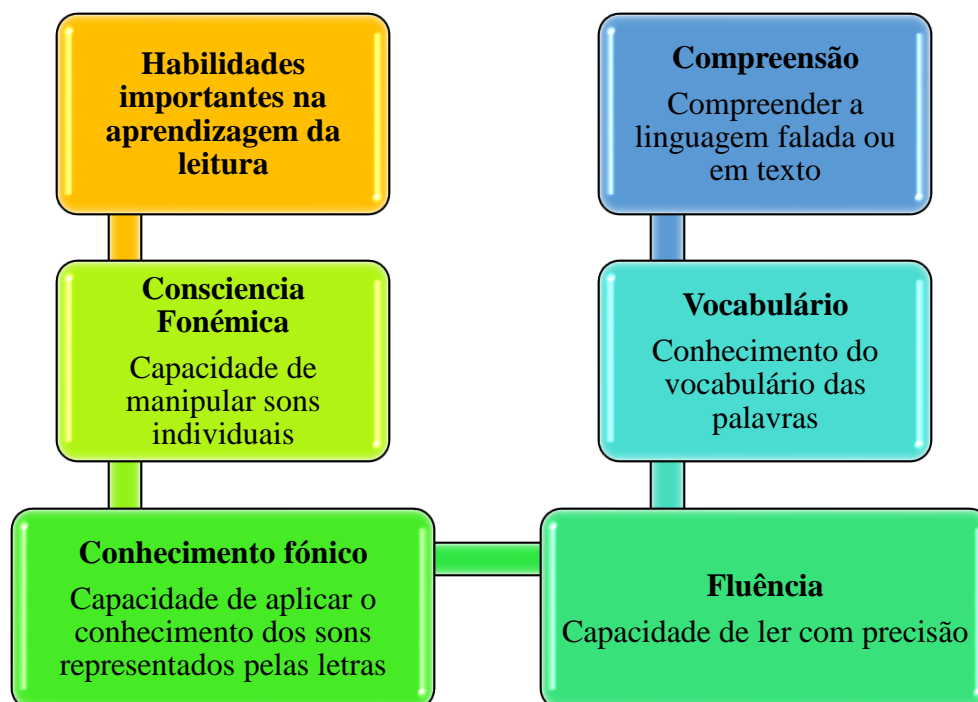 Habilidades
importantes na
aprendizagem da
leitura
Consciencia
Fonémica
Capacidade de
manipular sons
individuais
Conhecimento fónico
Capacidade de aplicar o
conhecimento dos sons
representados pelas letras
Fluência
Capacidade de ler com precisão
Vocabulário
Conhecimento do
vocabulário das
palavras
Compreensão
Compreender a
linguagem falada ou
em texto